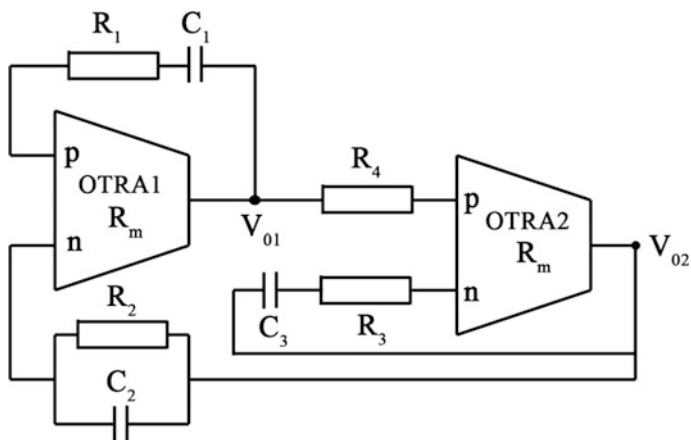 R₁
C₁
p
OTRA1
Rₘ
n
V₀₁
R₄
p
OTRA2
Rₘ
n
V₀₂
C₃
R₃
R₂
C₂